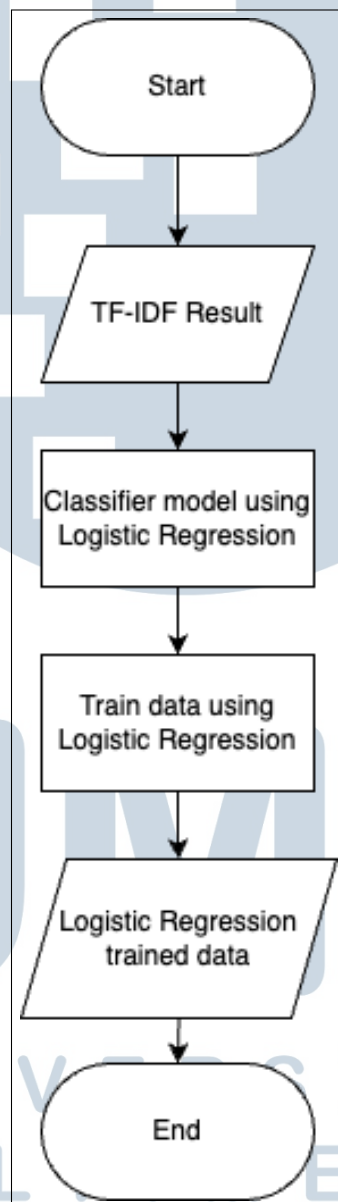 Start
TF-IDF Result
Classifier model using
Logistic Regression
Train data using
Logistic Regression
Logistic Regression
trained data
End